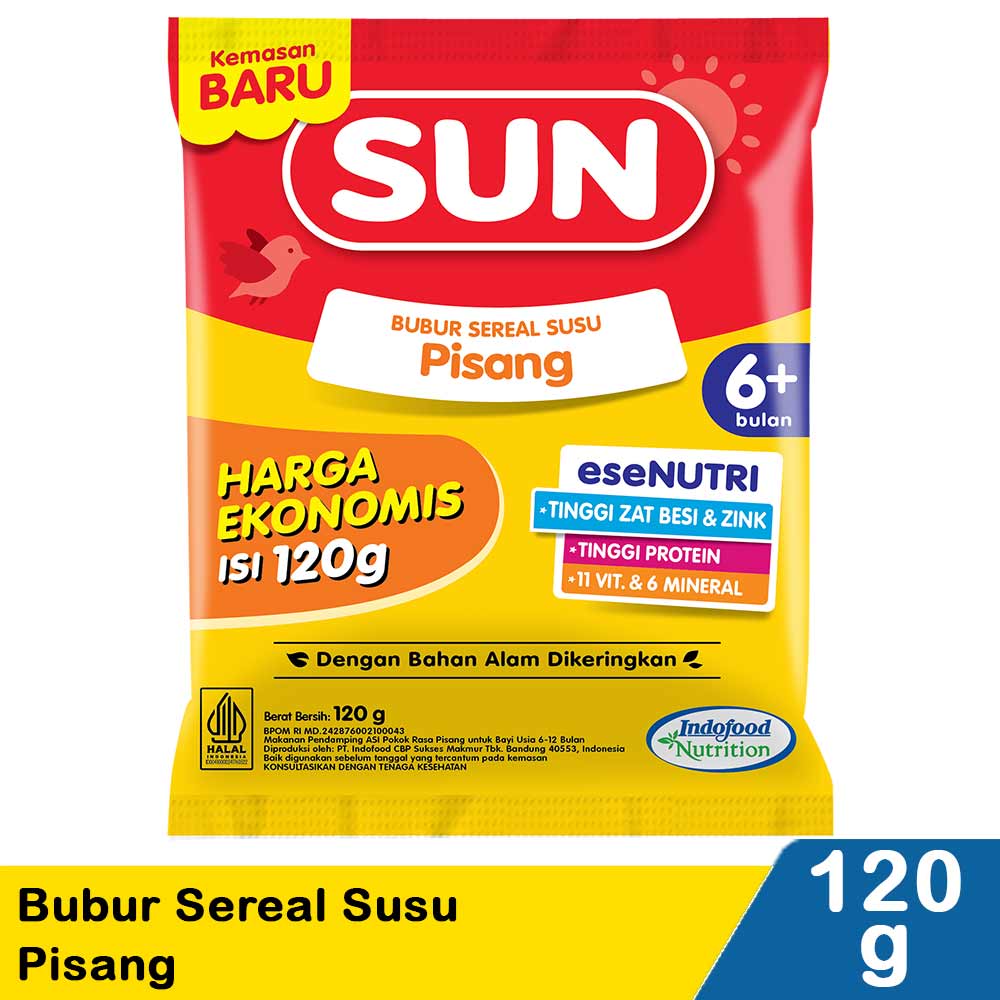 Kemasan
BARU
SUN
BUBUR SEREAL SUSU
Pisang
6+
bulan
HARGA
EKONOMIS
ISI 120g
eseNUTRI
*TINGGI ZAT BESI & ZINK
*TINGGI PROTEIN
*11 VIT. & 6 MINERAL
Dengan Bahan Alam Dikeringkan
HALAL
INDONESIA
Berat Bersih: 120 g
BPOM RI MD.242876002100043
Makanan Pendamping ASI Pokok Rasa Pisang untuk Bayi Usia 6-12 Bulan
Diproduksi oleh: PT. Indofood CBP Sukses Makmur Tbk. Bandung 40553, Indonesia
Baik digunakan sebelum tanggal yang tercantum pada kemasan
KONSULTASIKAN DENGAN TENAGA KESEHATAN
Indofood
Nutrition
Bubur Sereal Susu
Pisang
120
g